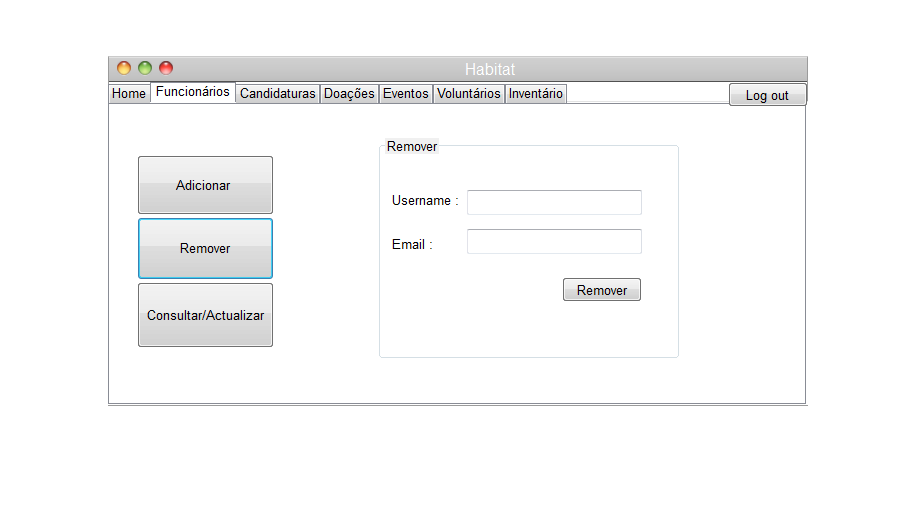 Habitat
Home Funcionários Candidaturas Doações Eventos Voluntários Inventário Log out
Adicionar
Remover
Consultar/Actualizar
Remover
Username :
Email :
Remover